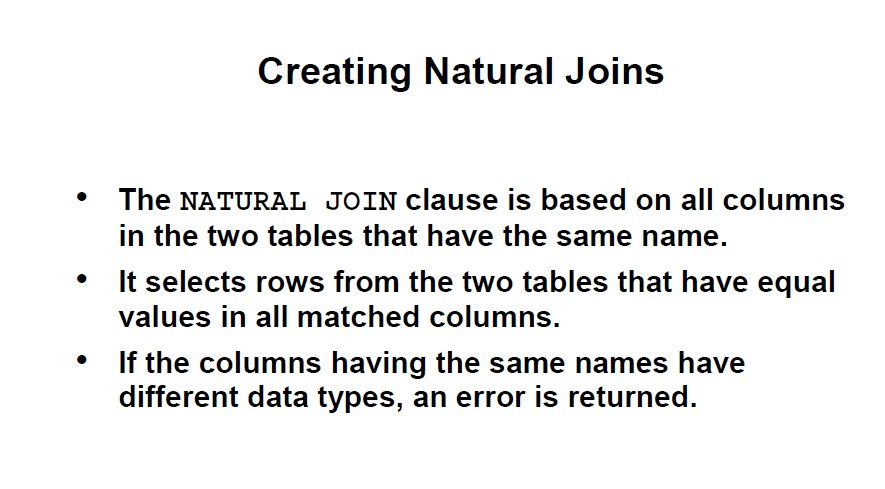 Creating Natural Joins
• The NATURAL JOIN clause is based on all columns
in the two tables that have the same name.
• It selects rows from the two tables that have equal
values in all matched columns.
• If the columns having the same names have
different data types, an error is returned.